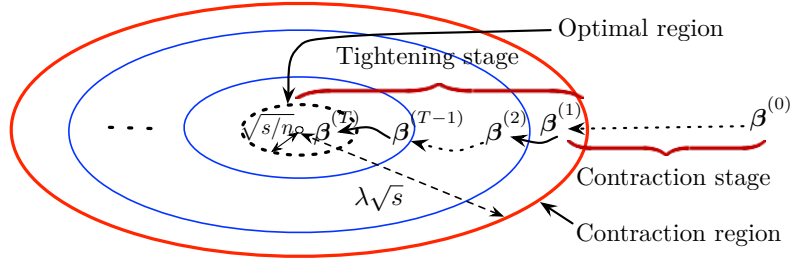 Optimal region
Tightening stage
β^(0)
β^(1)
β^(2)
β^(T−1)
β^(T)
√s/n
· · ·
Contraction stage
λ√s
Contraction region